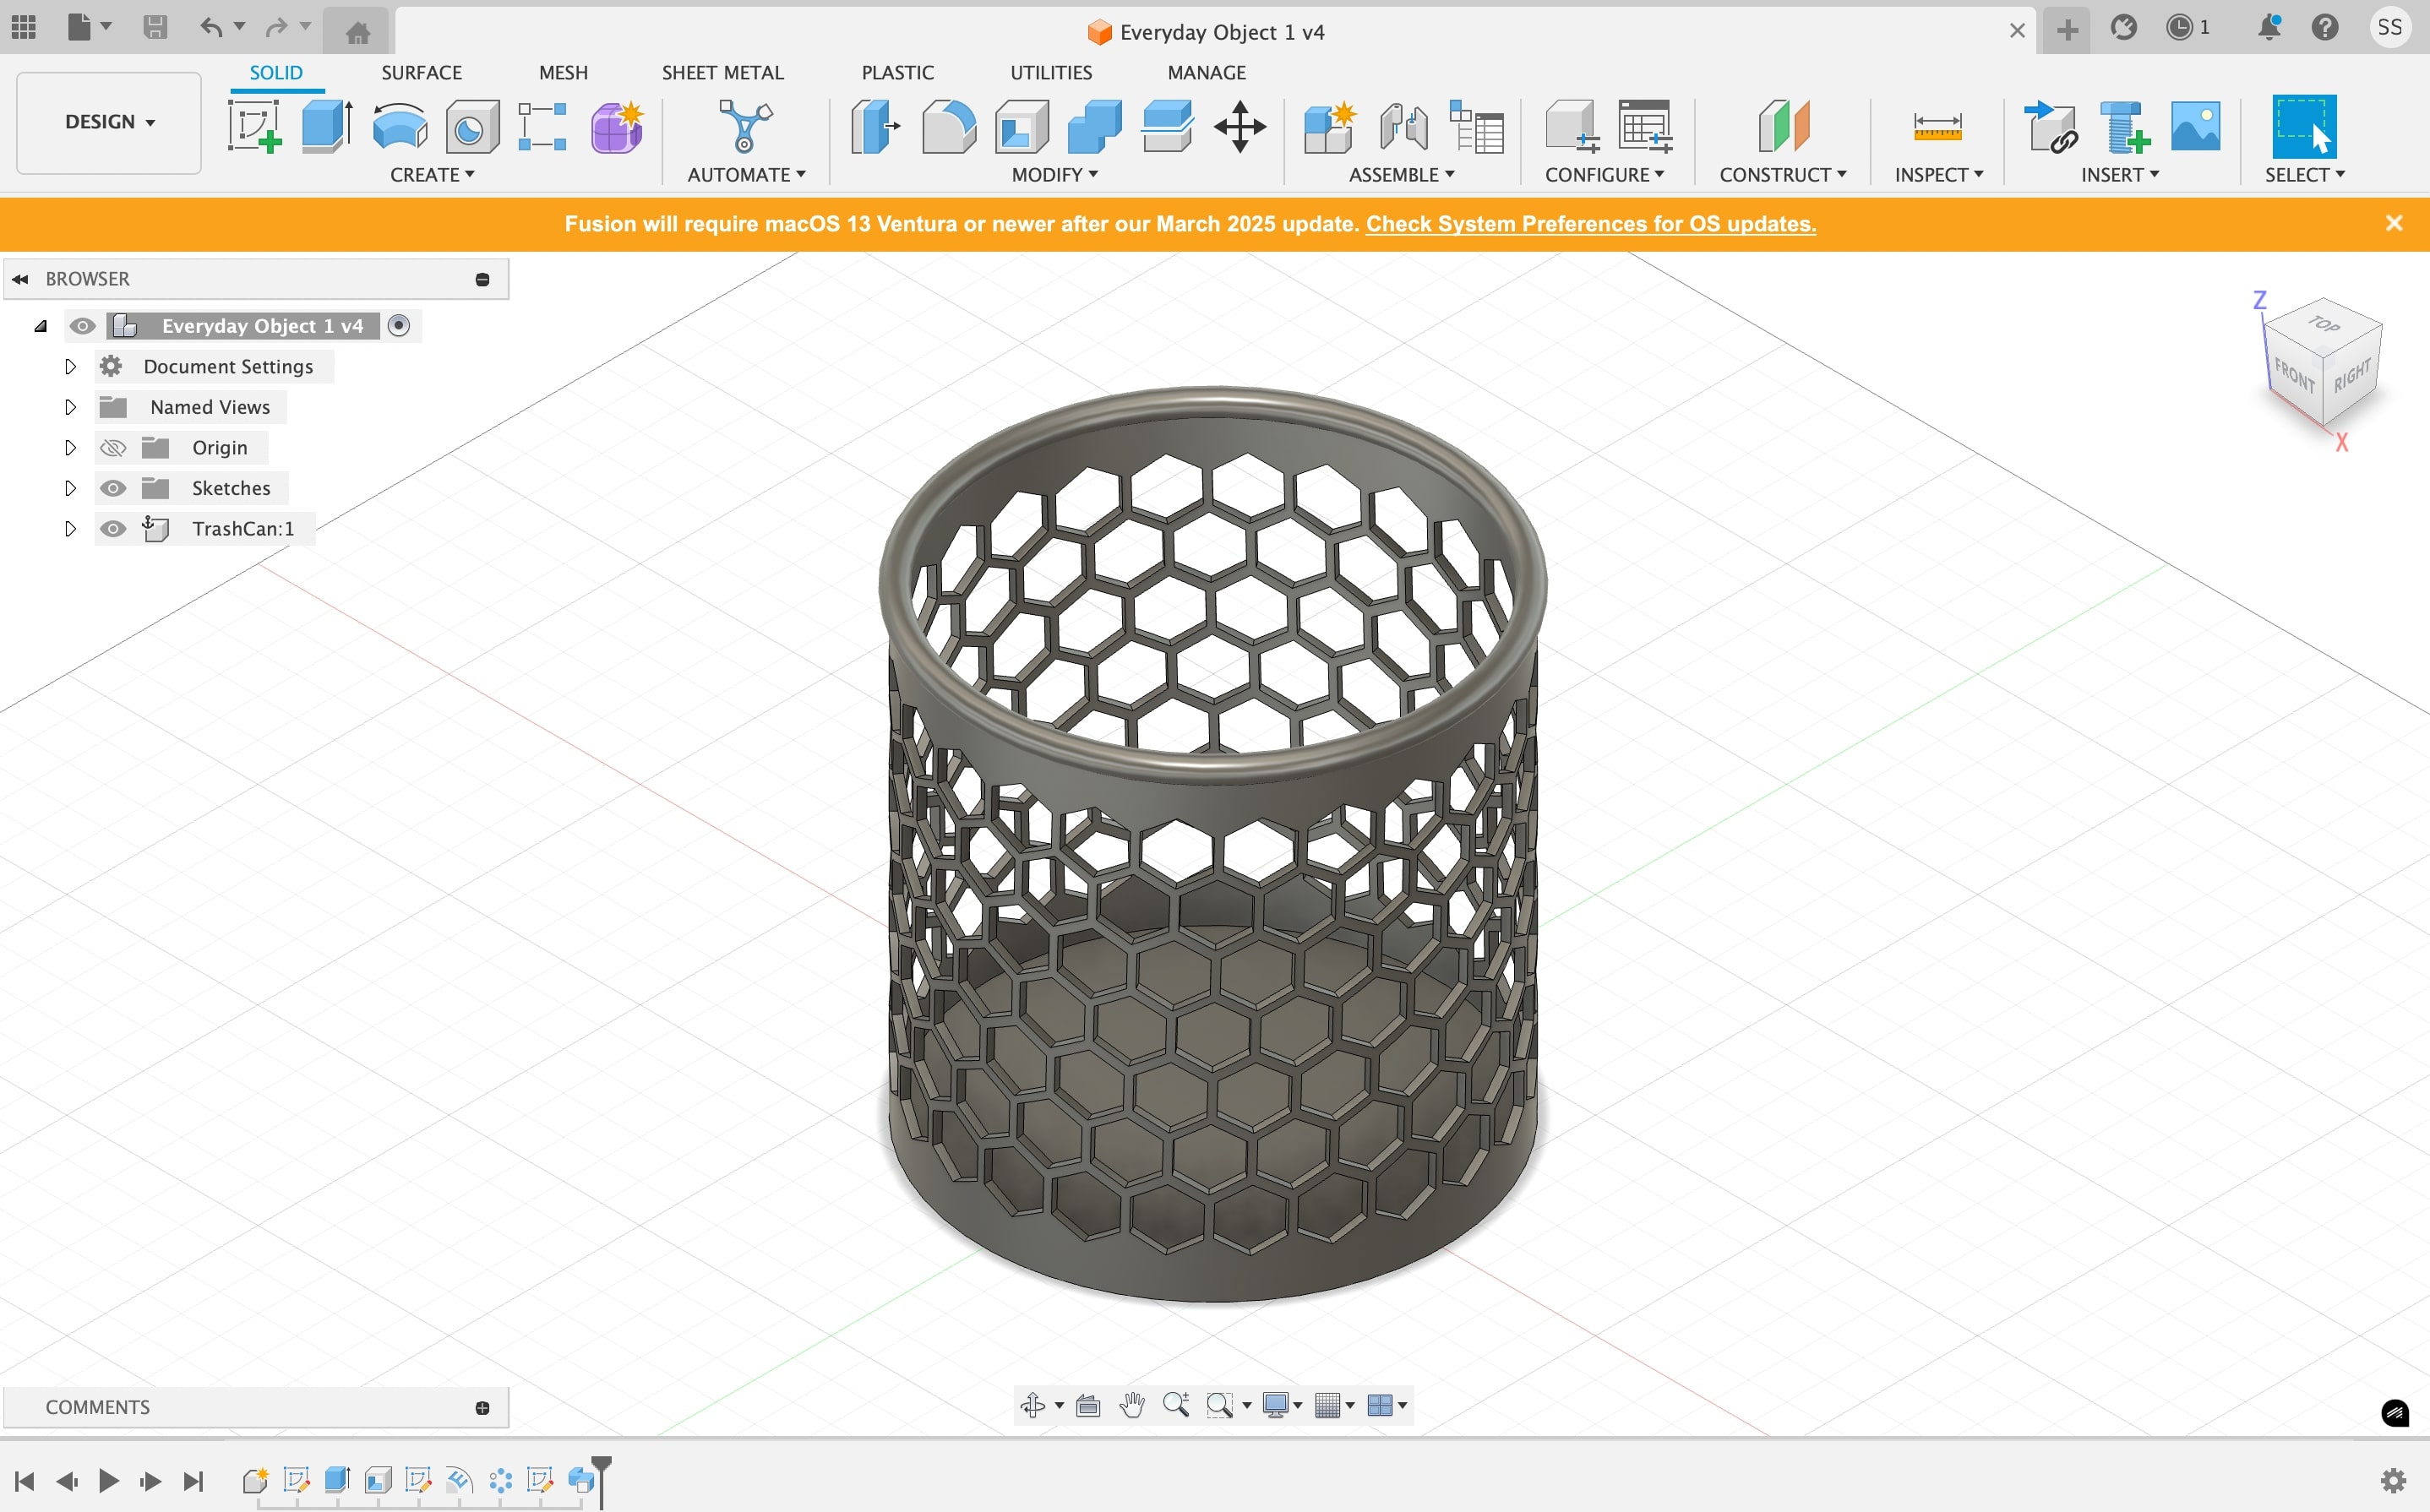 Everyday Object 1 v4
1
SS
DESIGN
SOLID
SURFACE
MESH
SHEET METAL
PLASTIC
UTILITIES
MANAGE
CREATE
AUTOMATE
MODIFY
ASSEMBLE
CONFIGURE
CONSTRUCT
INSPECT
INSERT
SELECT
Fusion will require macOS 13 Ventura or newer after our March 2025 update. Check System Preferences for OS updates.
BROWSER
Everyday Object 1 v4
Document Settings
Named Views
Origin
Sketches
TrashCan:1
Z
TOP
FRONT
RIGHT
X
COMMENTS